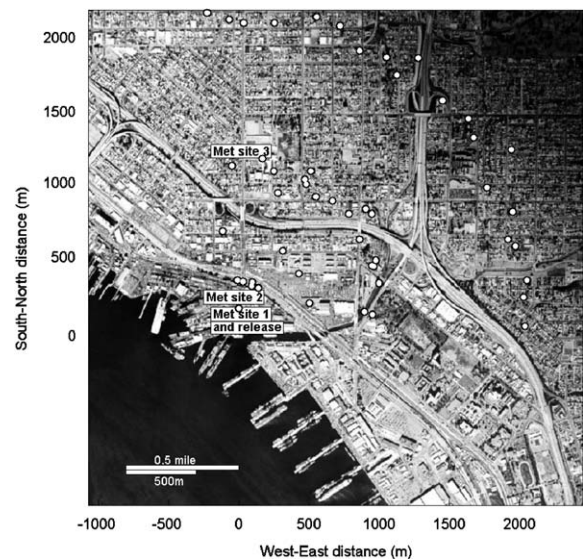 2000
1500
1000
500
0
South-North distance (m)
Met site 3
Met site 2
Met site 1
and release
0.5 mile
500m
-1000
-500
0
500
1000
1500
2000
West-East distance (m)